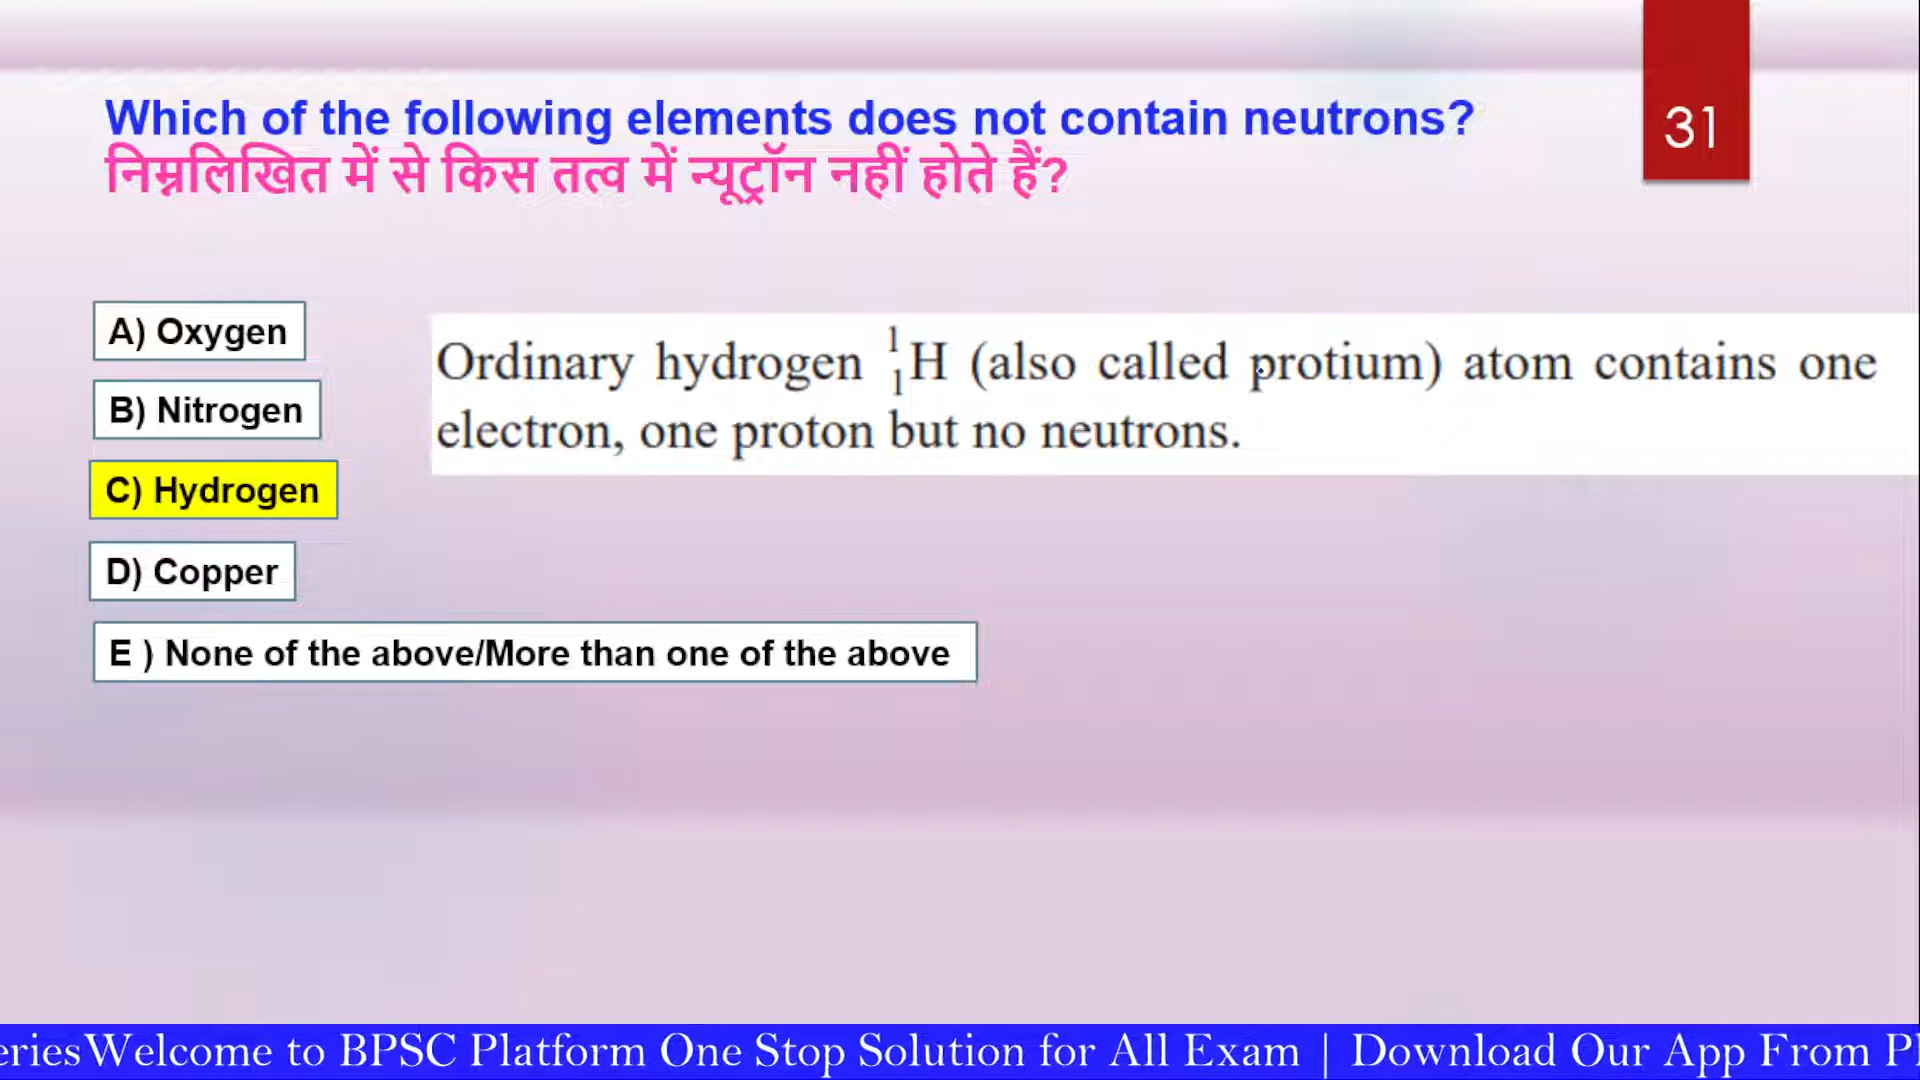 Which of the following elements does not contain neutrons?
31
निम्नलिखित में से किस तत्व में न्यूट्रॉन नहीं होते हैं?
A) Oxygen
B) Nitrogen
C) Hydrogen
D) Copper
E ) None of the above/More than one of the above
Ordinary hydrogen ¹₁H (also called protium) atom contains one
electron, one proton but no neutrons.
eriesWelcome to BPSC Platform One Stop Solution for All Exam | Download Our App From Pl